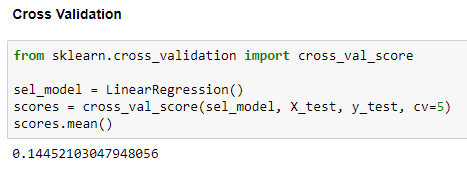 Cross Validation
from sklearn.cross_validation import cross_val_score
sel_model = LinearRegression()
scores = cross_val_score(sel_model, X_test, y_test, cv=5)
scores.mean()
0.14452103047948056